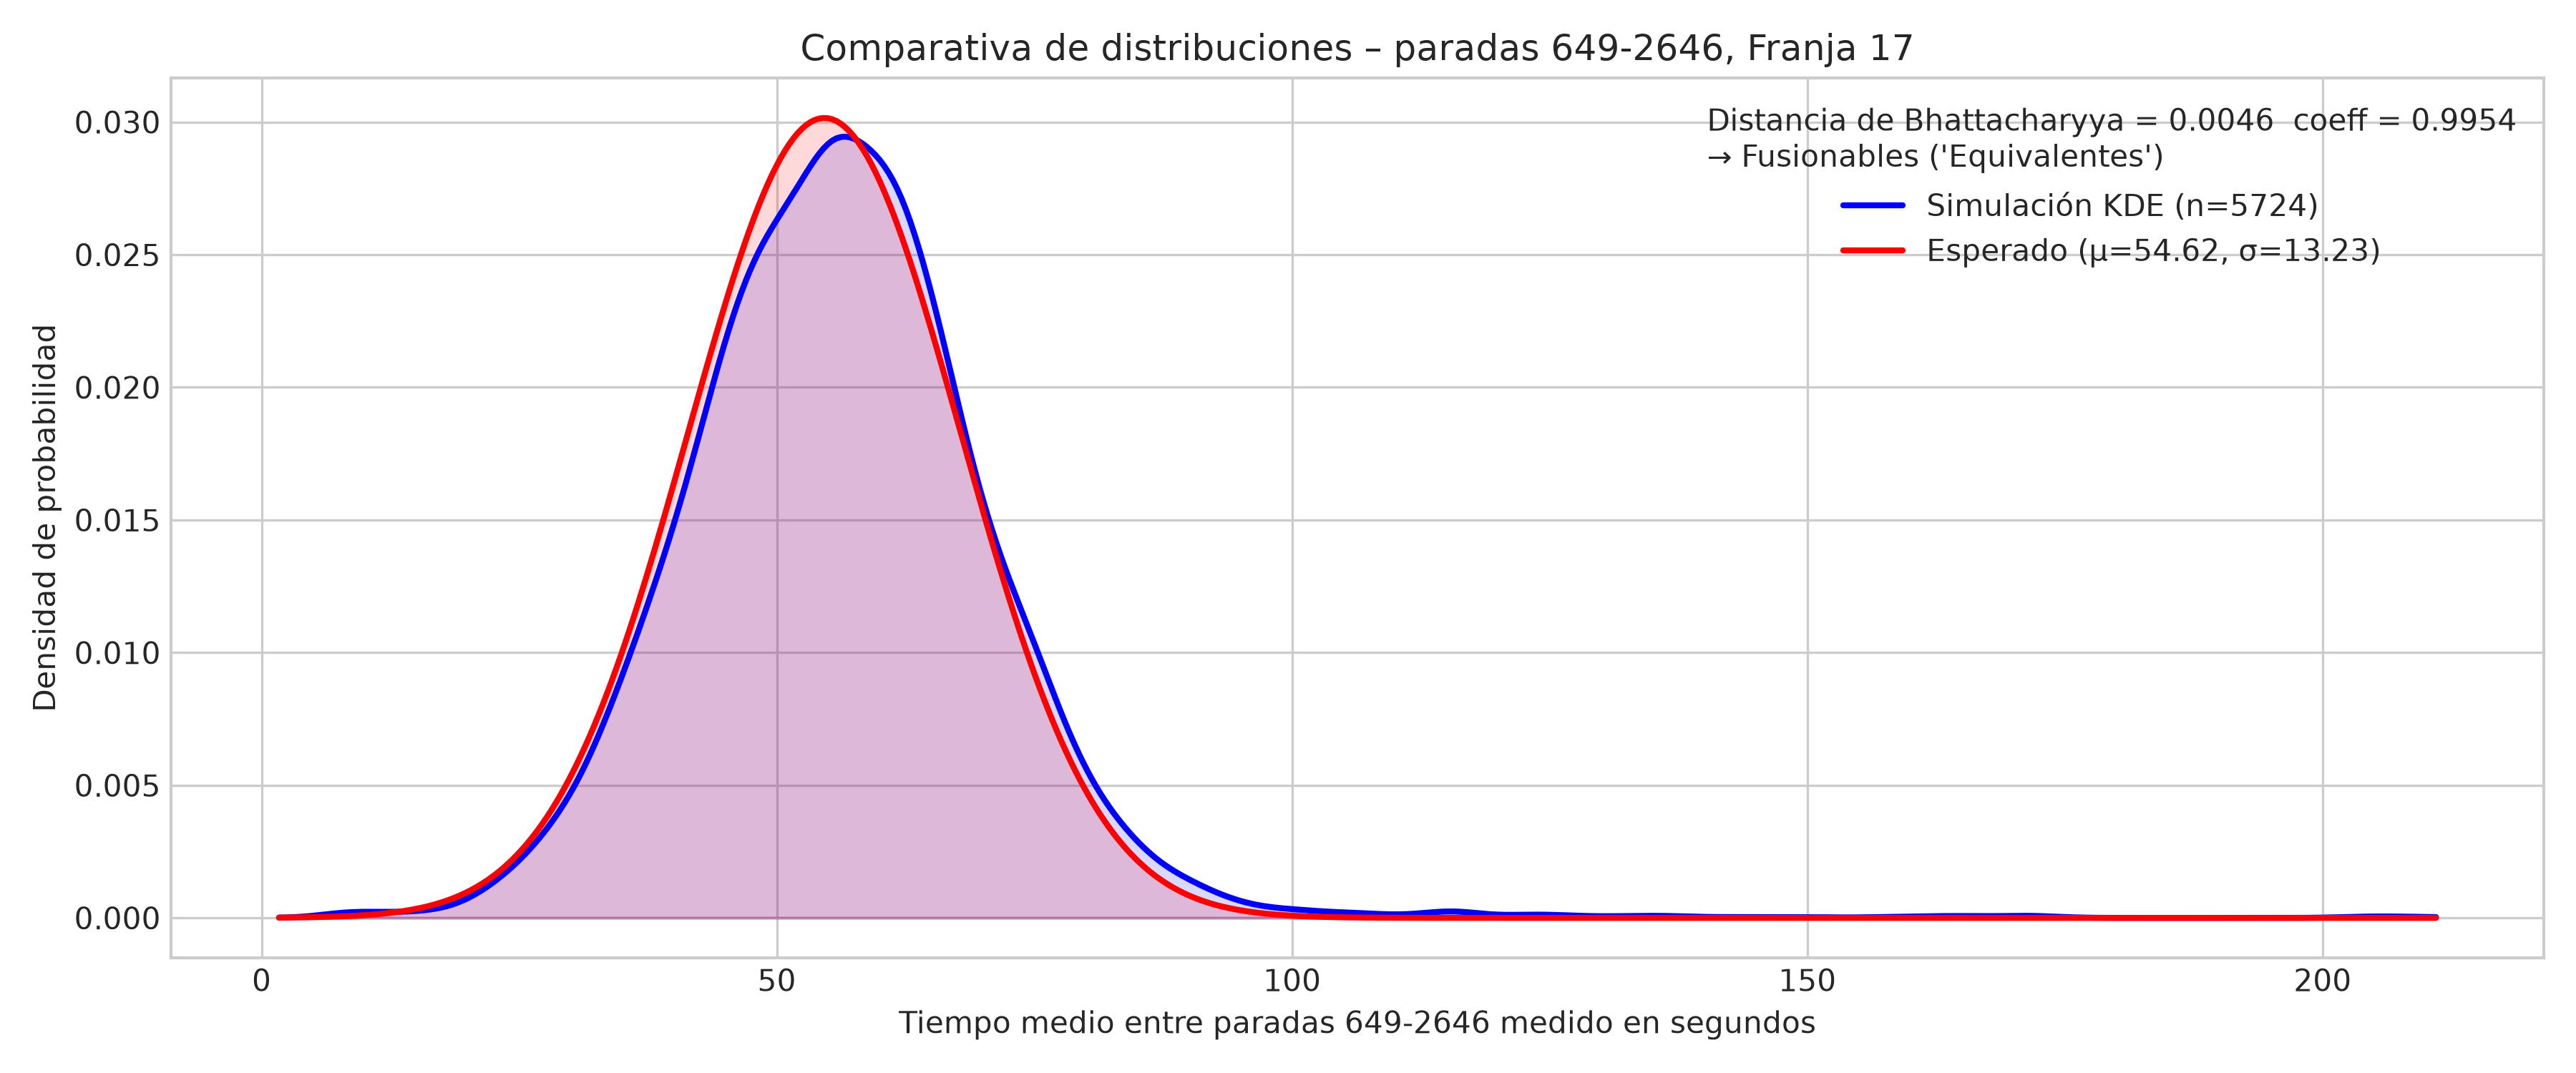 Comparativa de distribuciones – paradas 649-2646, Franja 17
Distancia de Bhattacharyya = 0.0046  coeff = 0.9954
→ Fusionables ('Equivalentes')
Simulación KDE (n=5724)
Esperado (μ=54.62, σ=13.23)
Densidad de probabilidad
0.030
0.025
0.020
0.015
0.010
0.005
0.000
0 50 100 150 200
Tiempo medio entre paradas 649-2646 medido en segundos